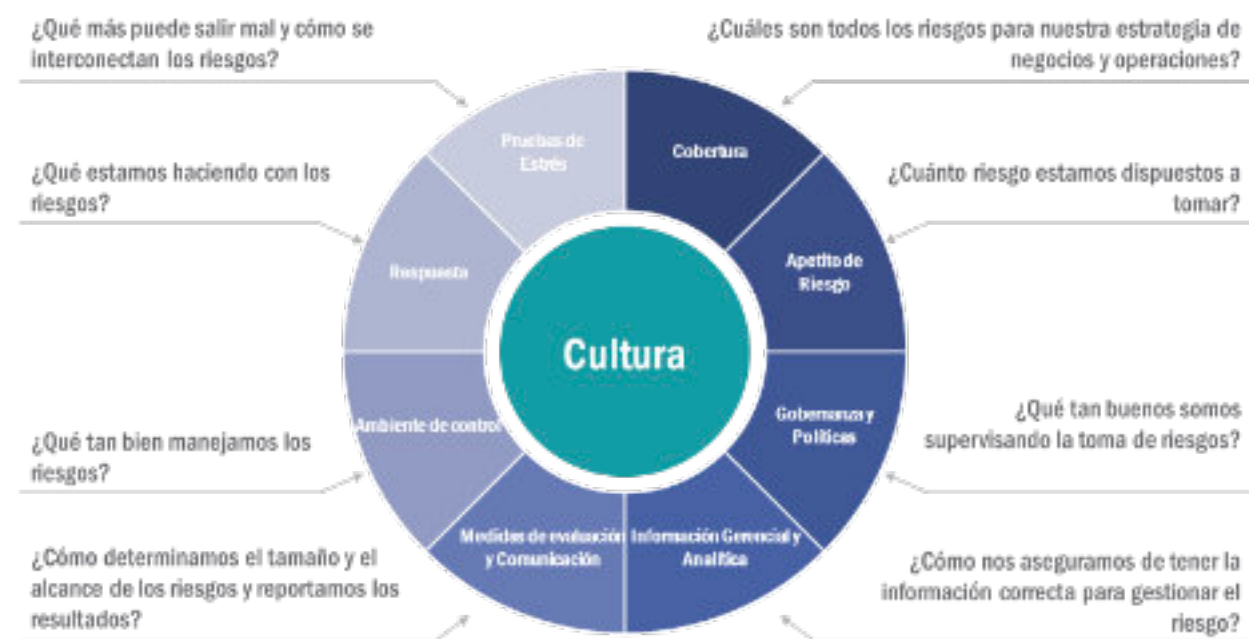 ¿Qué más puede salir mal y cómo se
interconectan los riesgos?
¿Cuáles son todos los riesgos para nuestra estrategia de
negocios y operaciones?
Pruebas de
Estrés
Cobertura
¿Qué estamos haciendo con los
riesgos?
¿Cuánto riesgo estamos dispuestos a
tomar?
Respuesta
Apetito de
Riesgo
Cultura
Ambiente de control
Gobernanza y
Políticas
¿Qué tan bien manejamos los
riesgos?
¿Qué tan buenos somos
supervisando la toma de riesgos?
Medidas de evaluación
y Comunicación
Información Gerencial y
Analítica
¿Cómo determinamos el tamaño y el
alcance de los riesgos y reportamos los
resultados?
¿Cómo nos aseguramos de tener la
información correcta para gestionar el
riesgo?